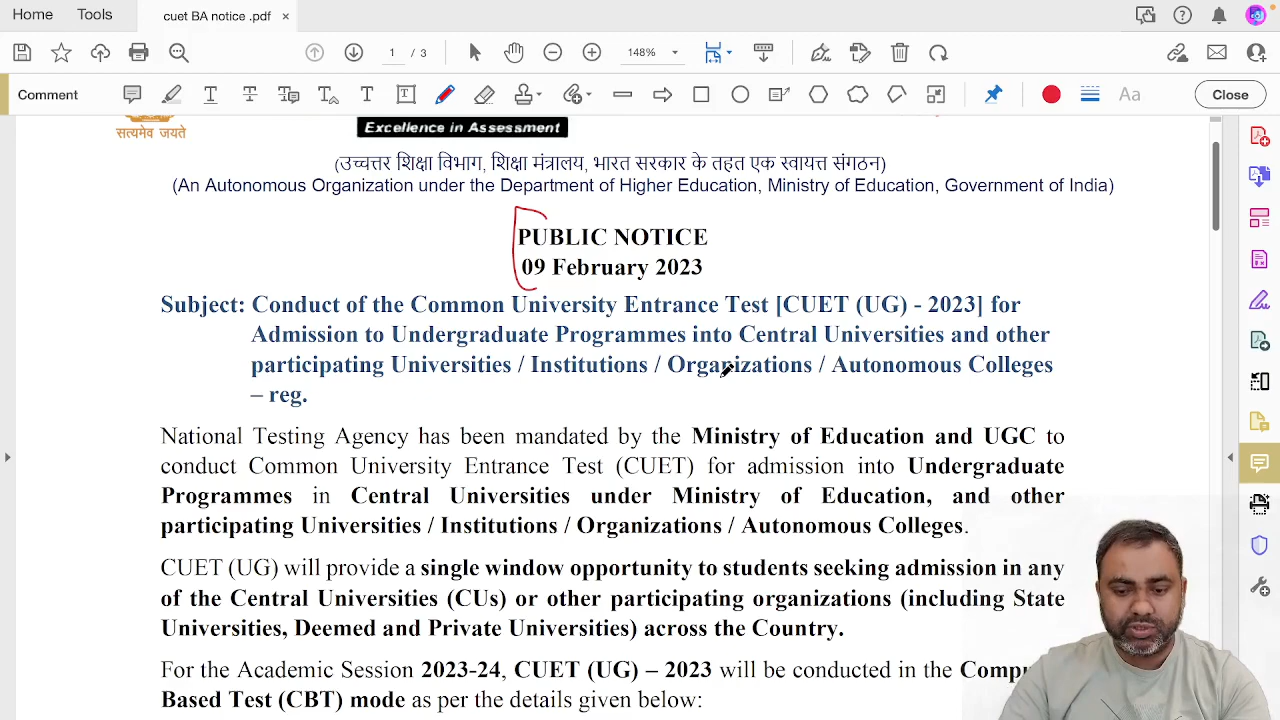 Home Tools cuet BA notice .pdf ×
1 / 3 148%
Comment Aa Close
सत्यमेव जयते Excellence in Assessment
(उच्चत्तर शिक्षा विभाग, शिक्षा मंत्रालय, भारत सरकार के तहत एक स्वायत्त संगठन)
(An Autonomous Organization under the Department of Higher Education, Ministry of Education, Government of India)
PUBLIC NOTICE
09 February 2023
Subject: Conduct of the Common University Entrance Test [CUET (UG) - 2023] for
Admission to Undergraduate Programmes into Central Universities and other
participating Universities / Institutions / Organizations / Autonomous Colleges
– reg.
National Testing Agency has been mandated by the Ministry of Education and UGC to
conduct Common University Entrance Test (CUET) for admission into Undergraduate
Programmes in Central Universities under Ministry of Education, and other
participating Universities / Institutions / Organizations / Autonomous Colleges.
CUET (UG) will provide a single window opportunity to students seeking admission in any
of the Central Universities (CUs) or other participating organizations (including State
Universities, Deemed and Private Universities) across the Country.
For the Academic Session 2023-24, CUET (UG) – 2023 will be conducted in the
Based Test (CBT) mode as per the details given below: